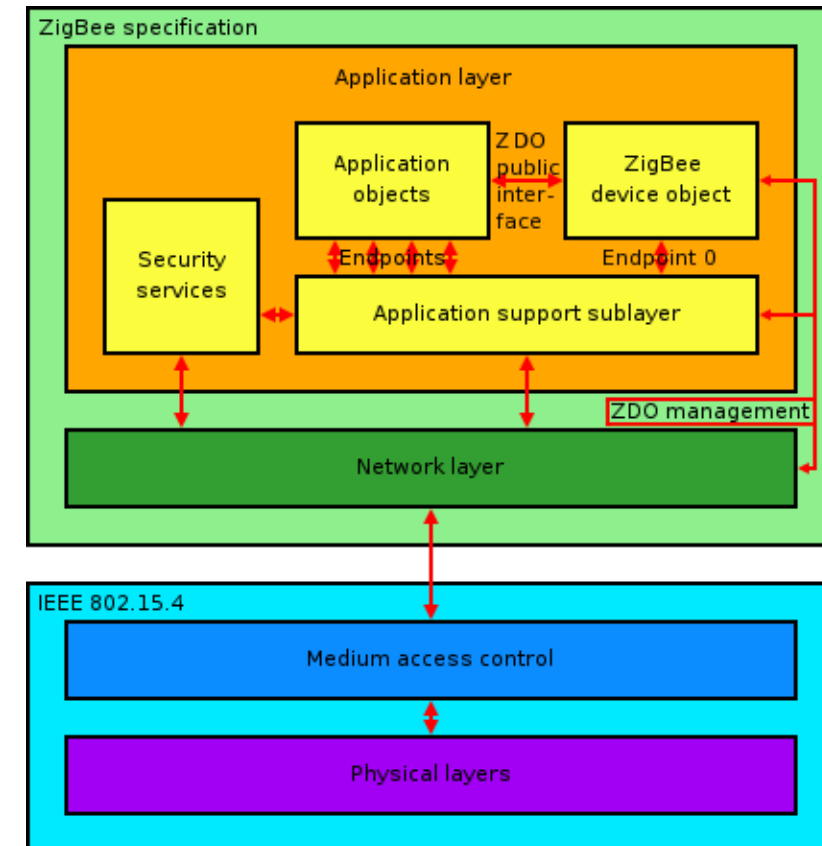 ZigBee specification
Application layer
Application
objects
ZDO
public
inter-
face
ZigBee
device object
Security
services
Endpoints
Endpoint 0
Application support sublayer
ZDO management
Network layer
IEEE 802.15.4
Medium access control
Physical layers